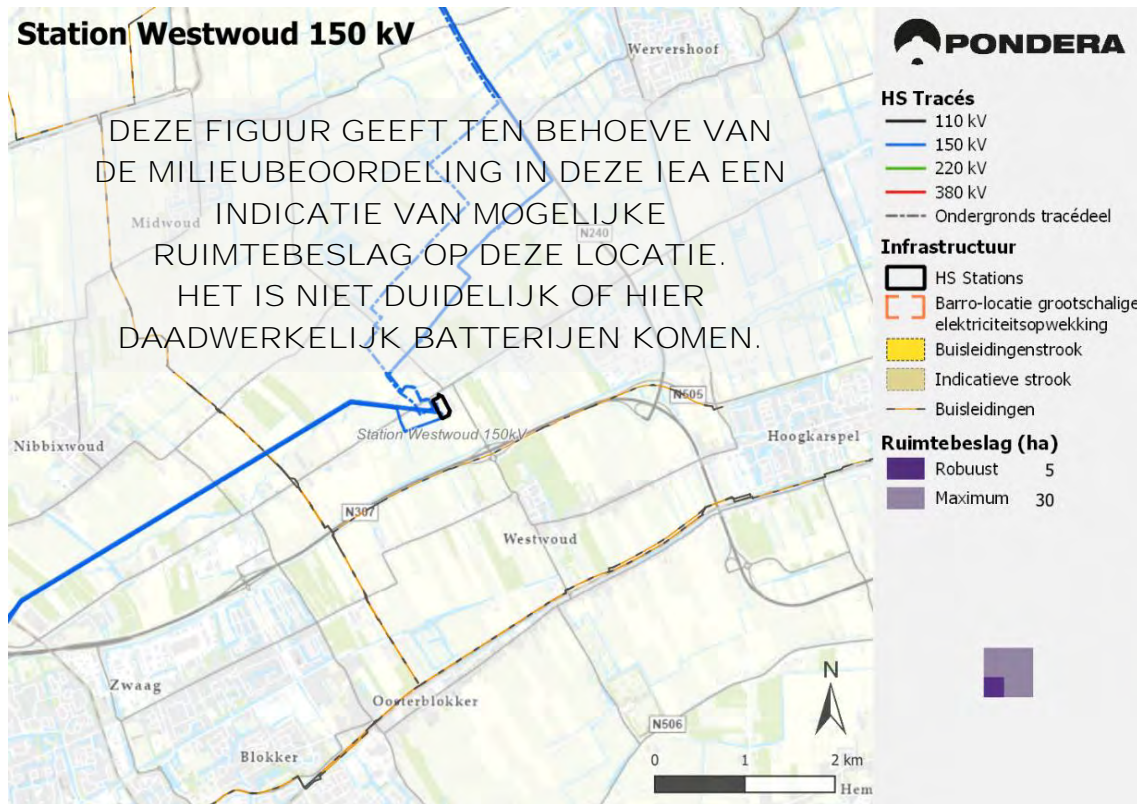 Station Westwoud 150 kV
Wervershoof
DEZE FIGUUR GEEFT TEN BEHOEVE VAN
DE MILIEUBEOORDELING IN DEZE IEA EEN
INDICATIE VAN MOGELIJKE
RUIMTEBESLAG OP DEZE LOCATIE.
HET IS NIET DUIDELIJK OF HIER
DAADWERKELIJK BATTERIJEN KOMEN.
Midwoud
N240
N505
Station Westwoud 150kV
Hoogkarspel
Nibbixwoud
N307
Westwoud
Zwaag
Oosterblokker
Blokker
N506
N
0 1 2 km
Hem
PONDERA
HS Tracés
110 kV
150 kV
220 kV
380 kV
Ondergronds tracédeel
Infrastructuur
HS Stations
Barro-locatie grootschalige
elektriciteitsopwekking
Buisleidingenstrook
Indicatieve strook
Buisleidingen
Ruimtebeslag (ha)
Robuust 5
Maximum 30